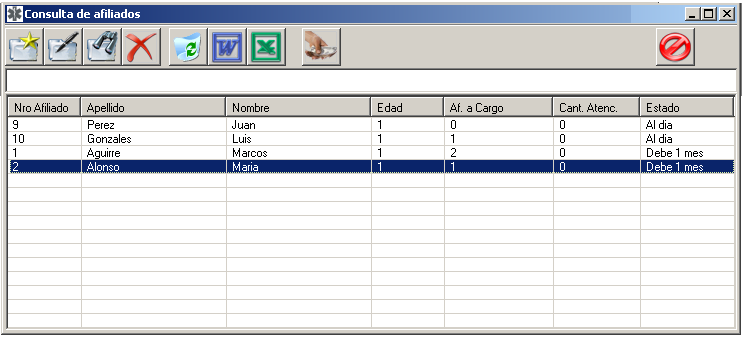 Consulta de afiliados
Nro Afiliado Apellido Nombre Edad Af. a Cargo Cant. Atenc. Estado
9 Perez Juan 1 0 0 Al dia
10 Gonzales Luis 1 1 0 Al dia
1 Aguirre Marcos 1 2 0 Debe 1 mes
2 Alonso Maria 1 1 0 Debe 1 mes